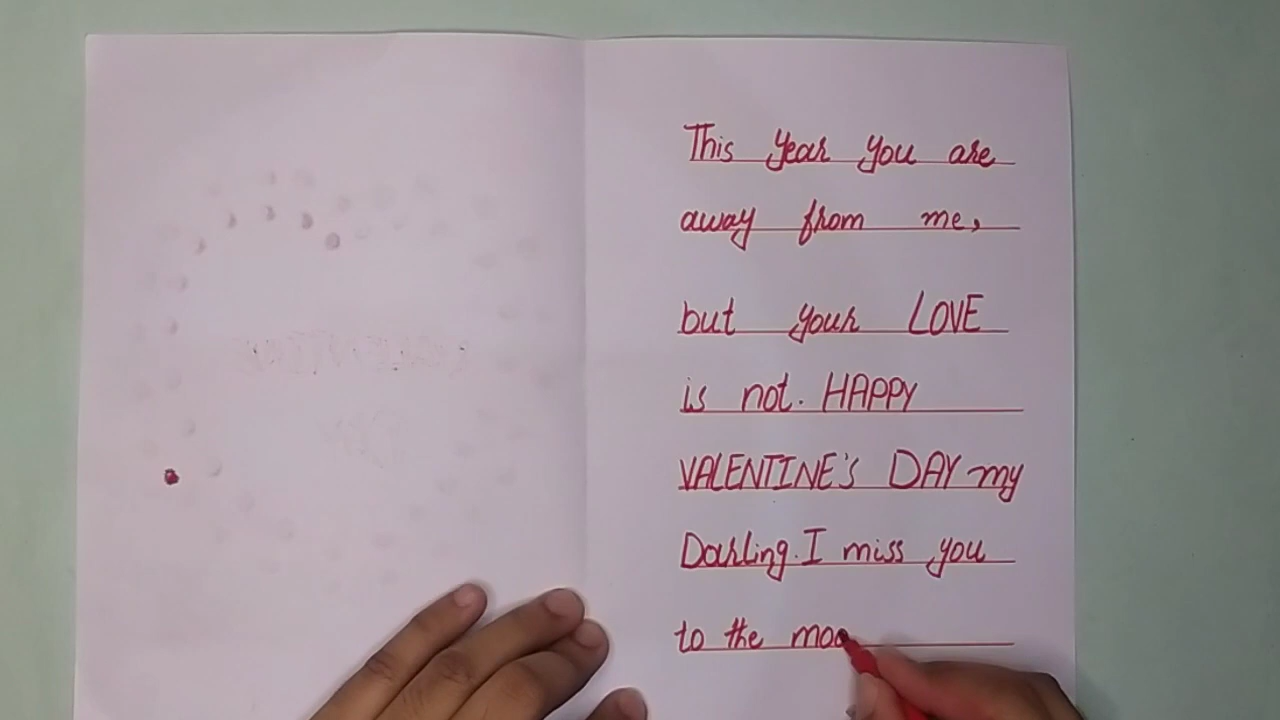 This Year You are
away from me,
but your LOVE
is not. HAPPY
VALENTINE'S DAY my
Darling. I miss you
to the moo